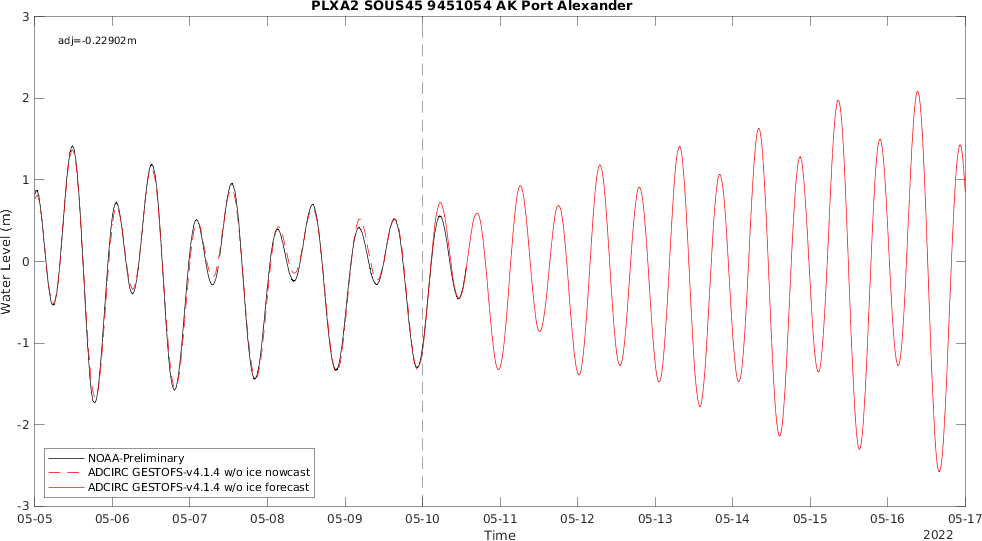 PLXA2 SOUS45 9451054 AK Port Alexander
adj=-0.22902m
3
2
1
0
-1
-2
-3
Water Level (m)
NOAA-Preliminary
ADCIRC GESTOFS-v4.1.4 w/o ice nowcast
ADCIRC GESTOFS-v4.1.4 w/o ice forecast
05-05 05-06 05-07 05-08 05-09 05-10 05-11 05-12 05-13 05-14 05-15 05-16 05-17
Time
2022